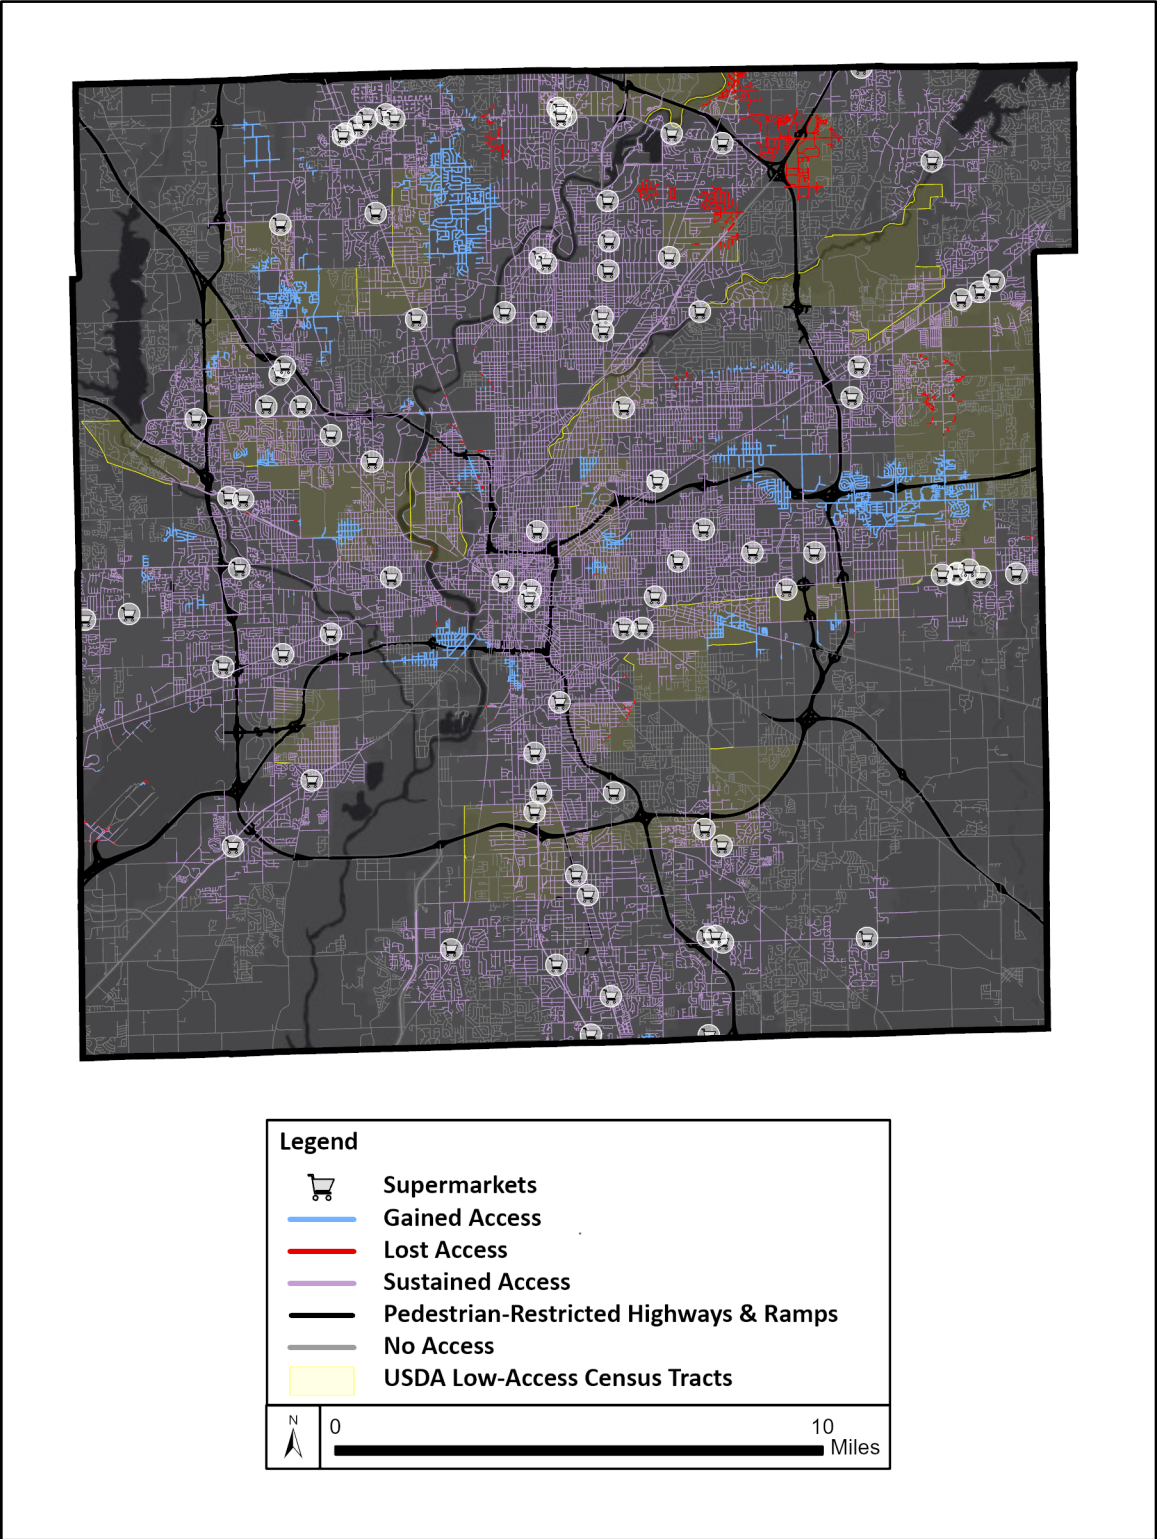 Legend
Supermarkets
Gained Access
Lost Access
Sustained Access
Pedestrian-Restricted Highways & Ramps
No Access
USDA Low-Access Census Tracts
N
0 10
Miles